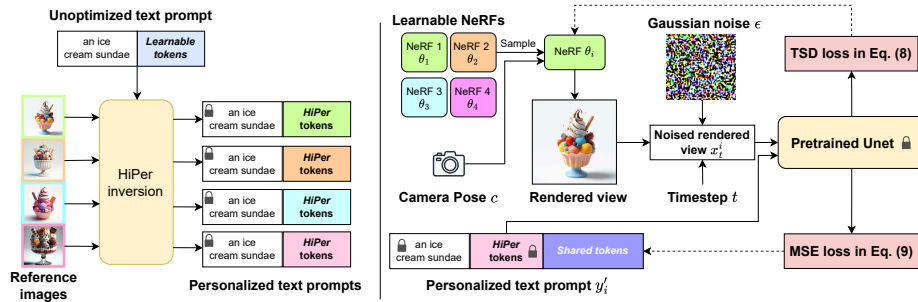 Unoptimized text prompt
an ice
cream sundae
Learnable
tokens
HiPer
inversion
Reference
images
an ice
cream sundae
HiPer
tokens
an ice
cream sundae
HiPer
tokens
an ice
cream sundae
HiPer
tokens
an ice
cream sundae
HiPer
tokens
Personalized text prompts
Learnable NeRFs
NeRF 1
θ₁
NeRF 2
θ₂
NeRF 3
θ₃
NeRF 4
θ₄
Sample
NeRF θᵢ
Camera Pose c
Rendered view
Gaussian noise ϵ
Noised rendered
view xₜⁱ
Timestep t
TSD loss in Eq. (8)
Pretrained Unet
MSE loss in Eq. (9)
an ice
cream sundae
HiPer
tokens
Shared tokens
Personalized text prompt yᵢ′